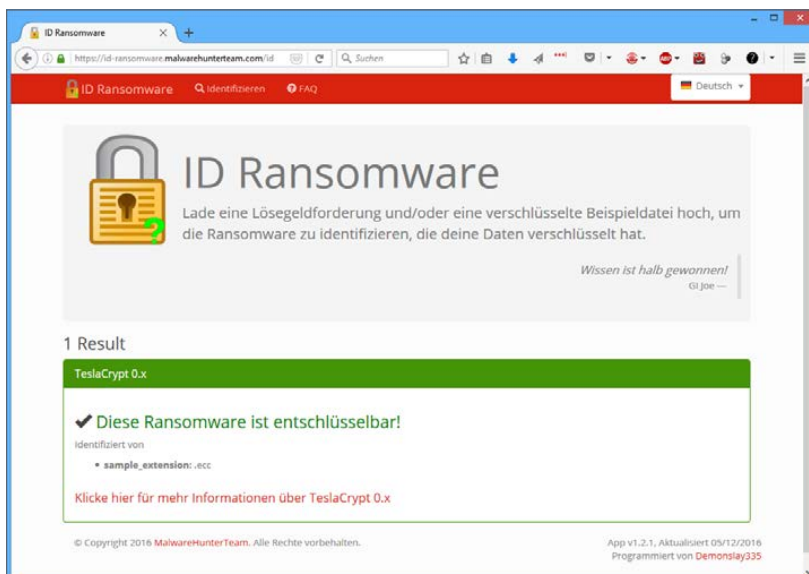 ID Ransomware
https://id-ransomware.malwarehunterteam.com/id
Suchen
ID Ransomware
Identifizieren
FAQ
Deutsch
ID Ransomware
Lade eine Lösegeldforderung und/oder eine verschlüsselte Beispieldatei hoch, um
die Ransomware zu identifizieren, die deine Daten verschlüsselt hat.
Wissen ist halb gewonnen!
GI Joe —
1 Result
TeslaCrypt 0.x
Diese Ransomware ist entschlüsselbar!
Identifiziert von
• sample_extension: .ecc
Klicke hier für mehr Informationen über TeslaCrypt 0.x
© Copyright 2016 MalwareHunterTeam. Alle Rechte vorbehalten.
App v1.2.1, Aktualisiert 05/12/2016
Programmiert von Demonslay335